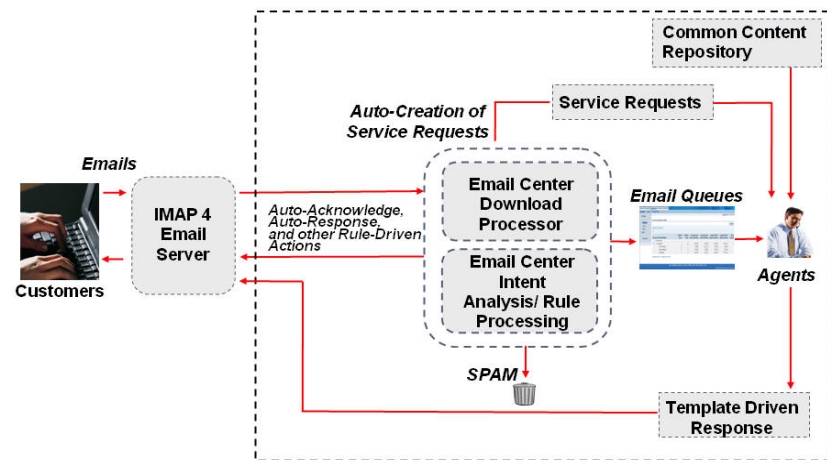 Common Content
Repository
Service Requests
Auto-Creation of
Service Requests
Emails
IMAP 4
Email
Server
Customers
Auto-Acknowledge,
Auto-Response,
and other Rule-Driven
Actions
Email Center
Download
Processor
Email Center
Intent
Analysis/ Rule
Processing
Email Queues
Agents
SPAM
Template Driven
Response